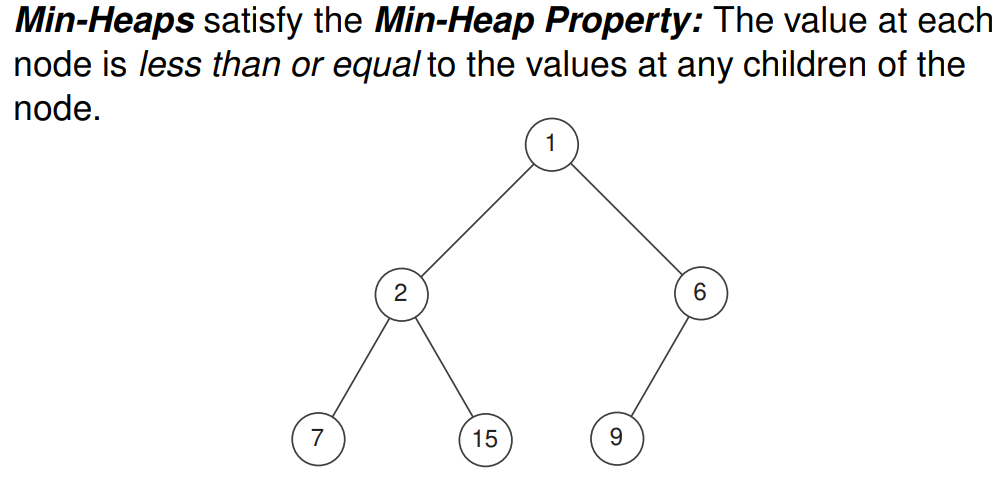 Min-Heaps satisfy the Min-Heap Property: The value at each
node is less than or equal to the values at any children of the
node.
1
2
6
7
15
9